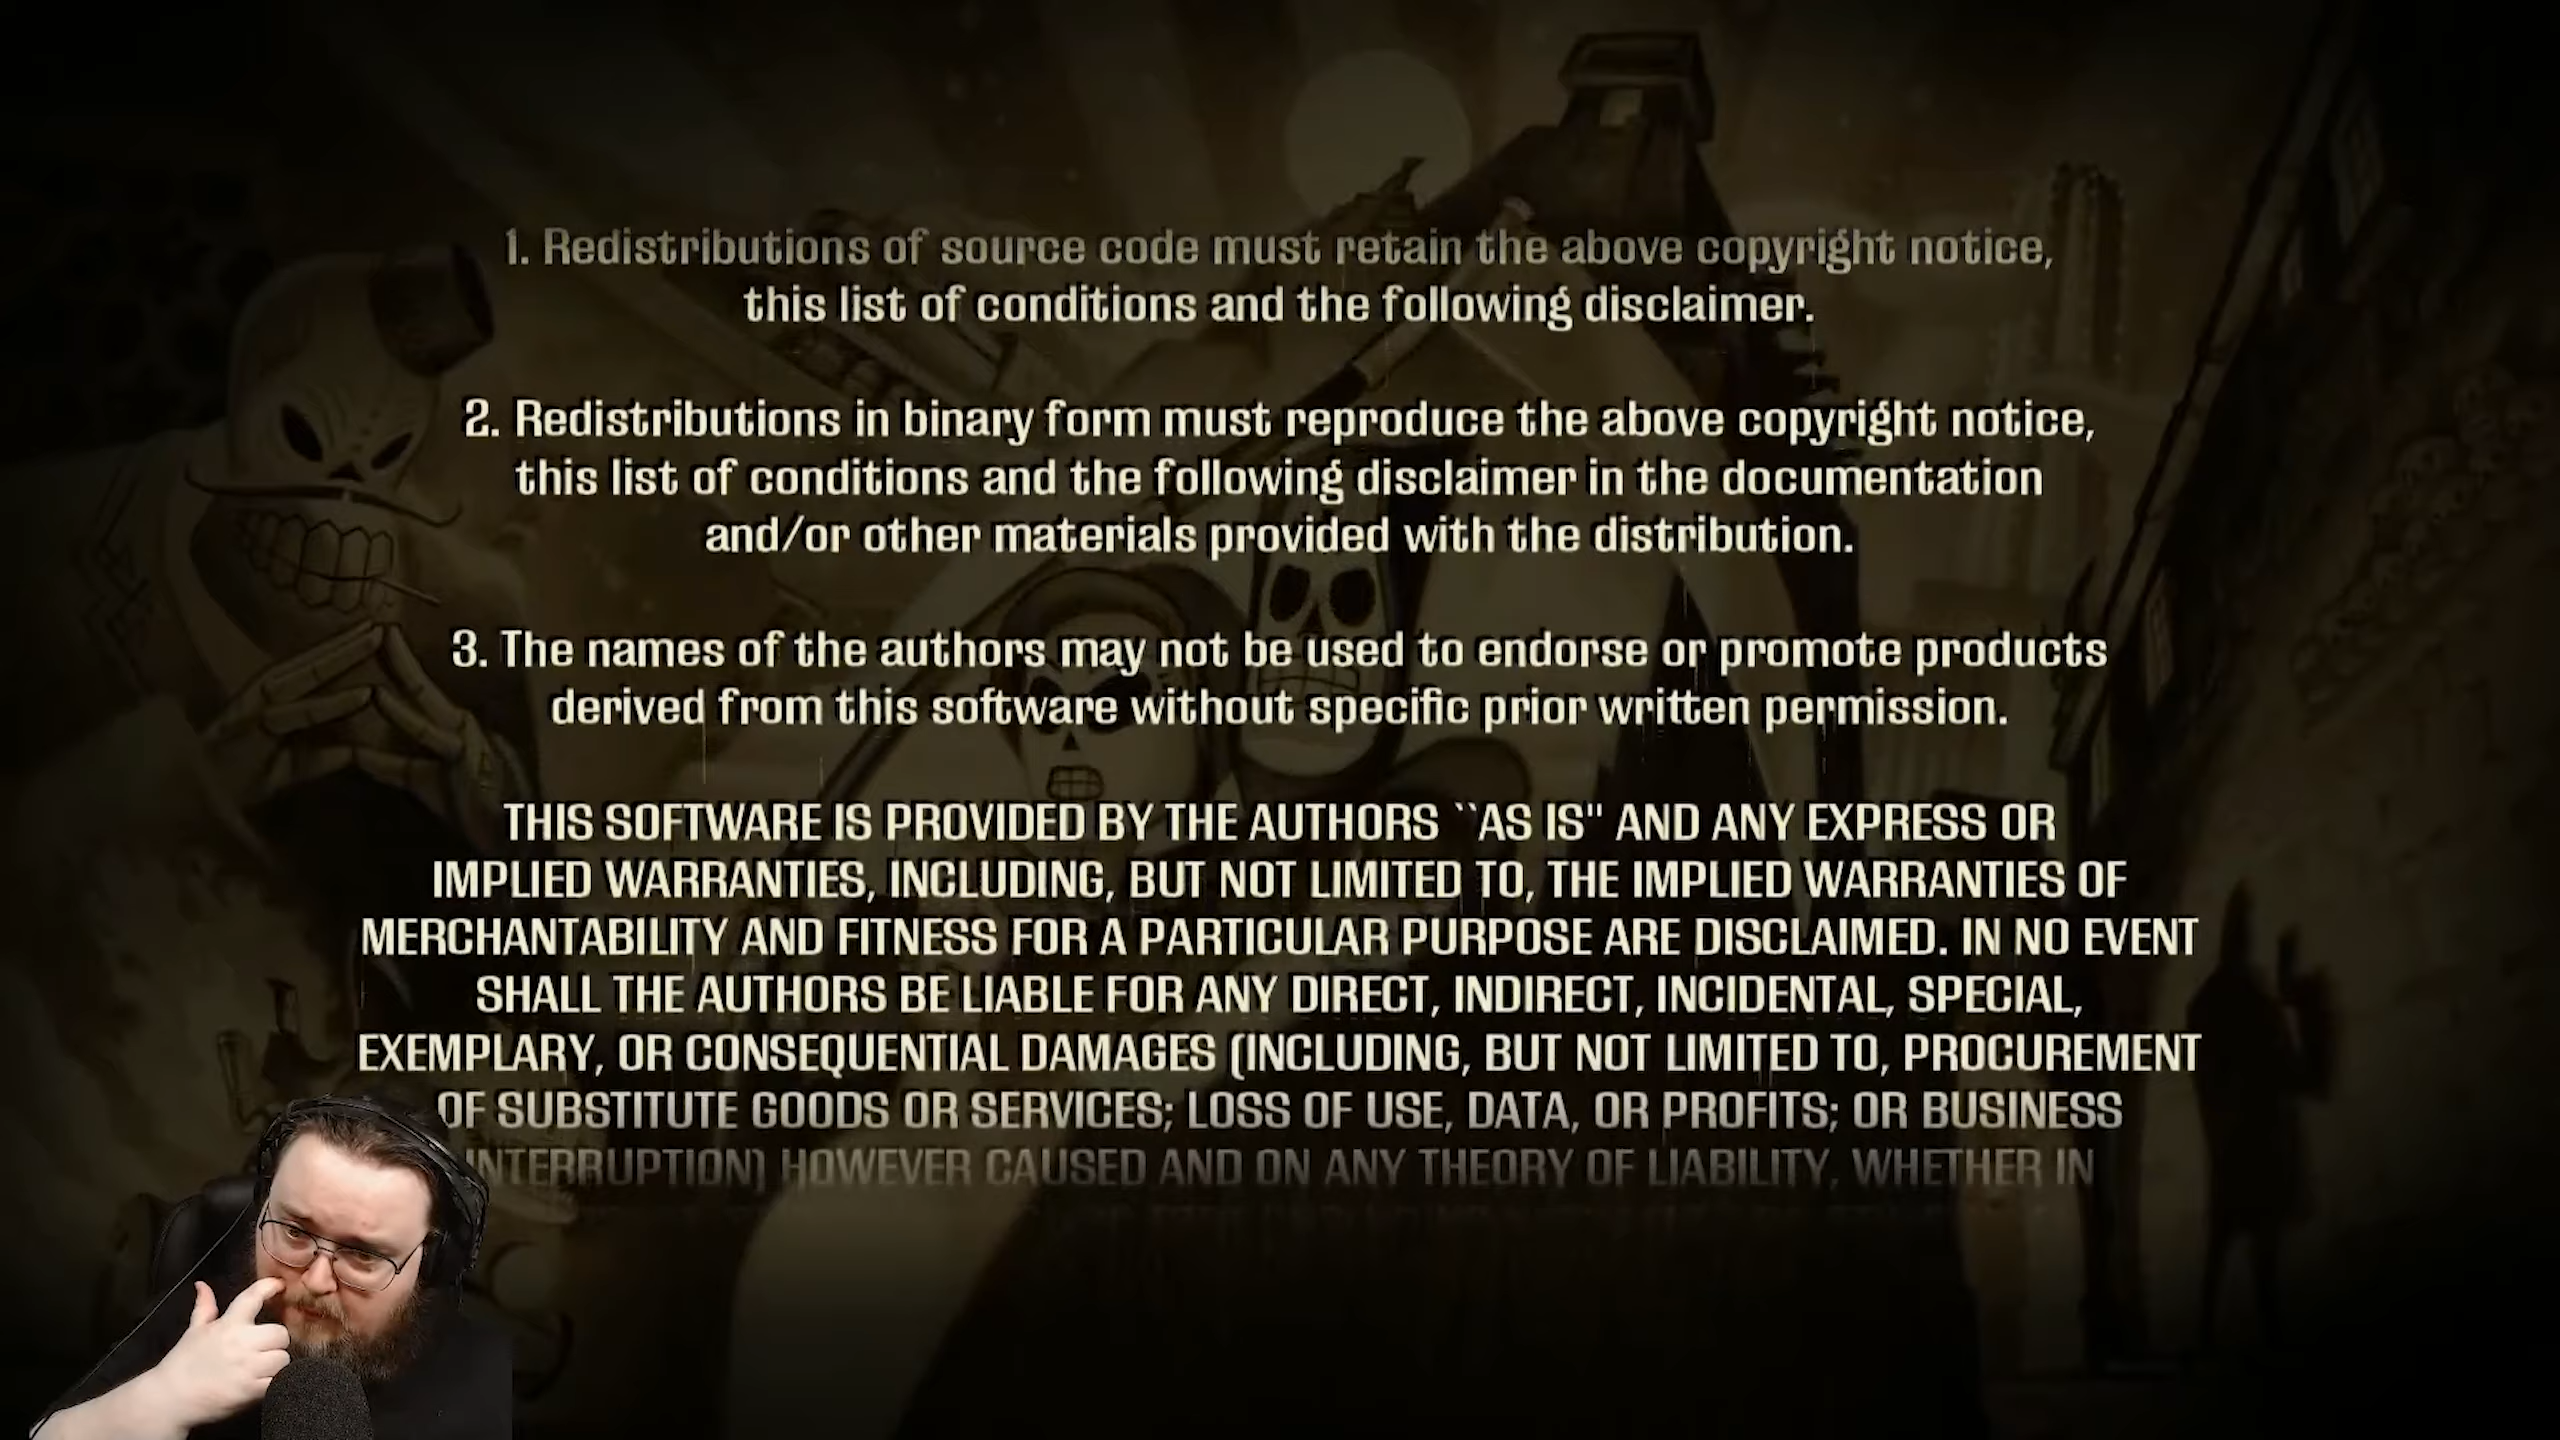 1. Redistributions of source code must retain the above copyright notice,
this list of conditions and the following disclaimer.
2. Redistributions in binary form must reproduce the above copyright notice,
this list of conditions and the following disclaimer in the documentation
and/or other materials provided with the distribution.
3. The names of the authors may not be used to endorse or promote products
derived from this software without specific prior written permission.
THIS SOFTWARE IS PROVIDED BY THE AUTHORS ``AS IS'' AND ANY EXPRESS OR
IMPLIED WARRANTIES, INCLUDING, BUT NOT LIMITED TO, THE IMPLIED WARRANTIES OF
MERCHANTABILITY AND FITNESS FOR A PARTICULAR PURPOSE ARE DISCLAIMED. IN NO EVENT
SHALL THE AUTHORS BE LIABLE FOR ANY DIRECT, INDIRECT, INCIDENTAL, SPECIAL,
EXEMPLARY, OR CONSEQUENTIAL DAMAGES (INCLUDING, BUT NOT LIMITED TO, PROCUREMENT
OF SUBSTITUTE GOODS OR SERVICES; LOSS OF USE, DATA, OR PROFITS; OR BUSINESS
INTERRUPTION) HOWEVER CAUSED AND ON ANY THEORY OF LIABILITY, WHETHER IN